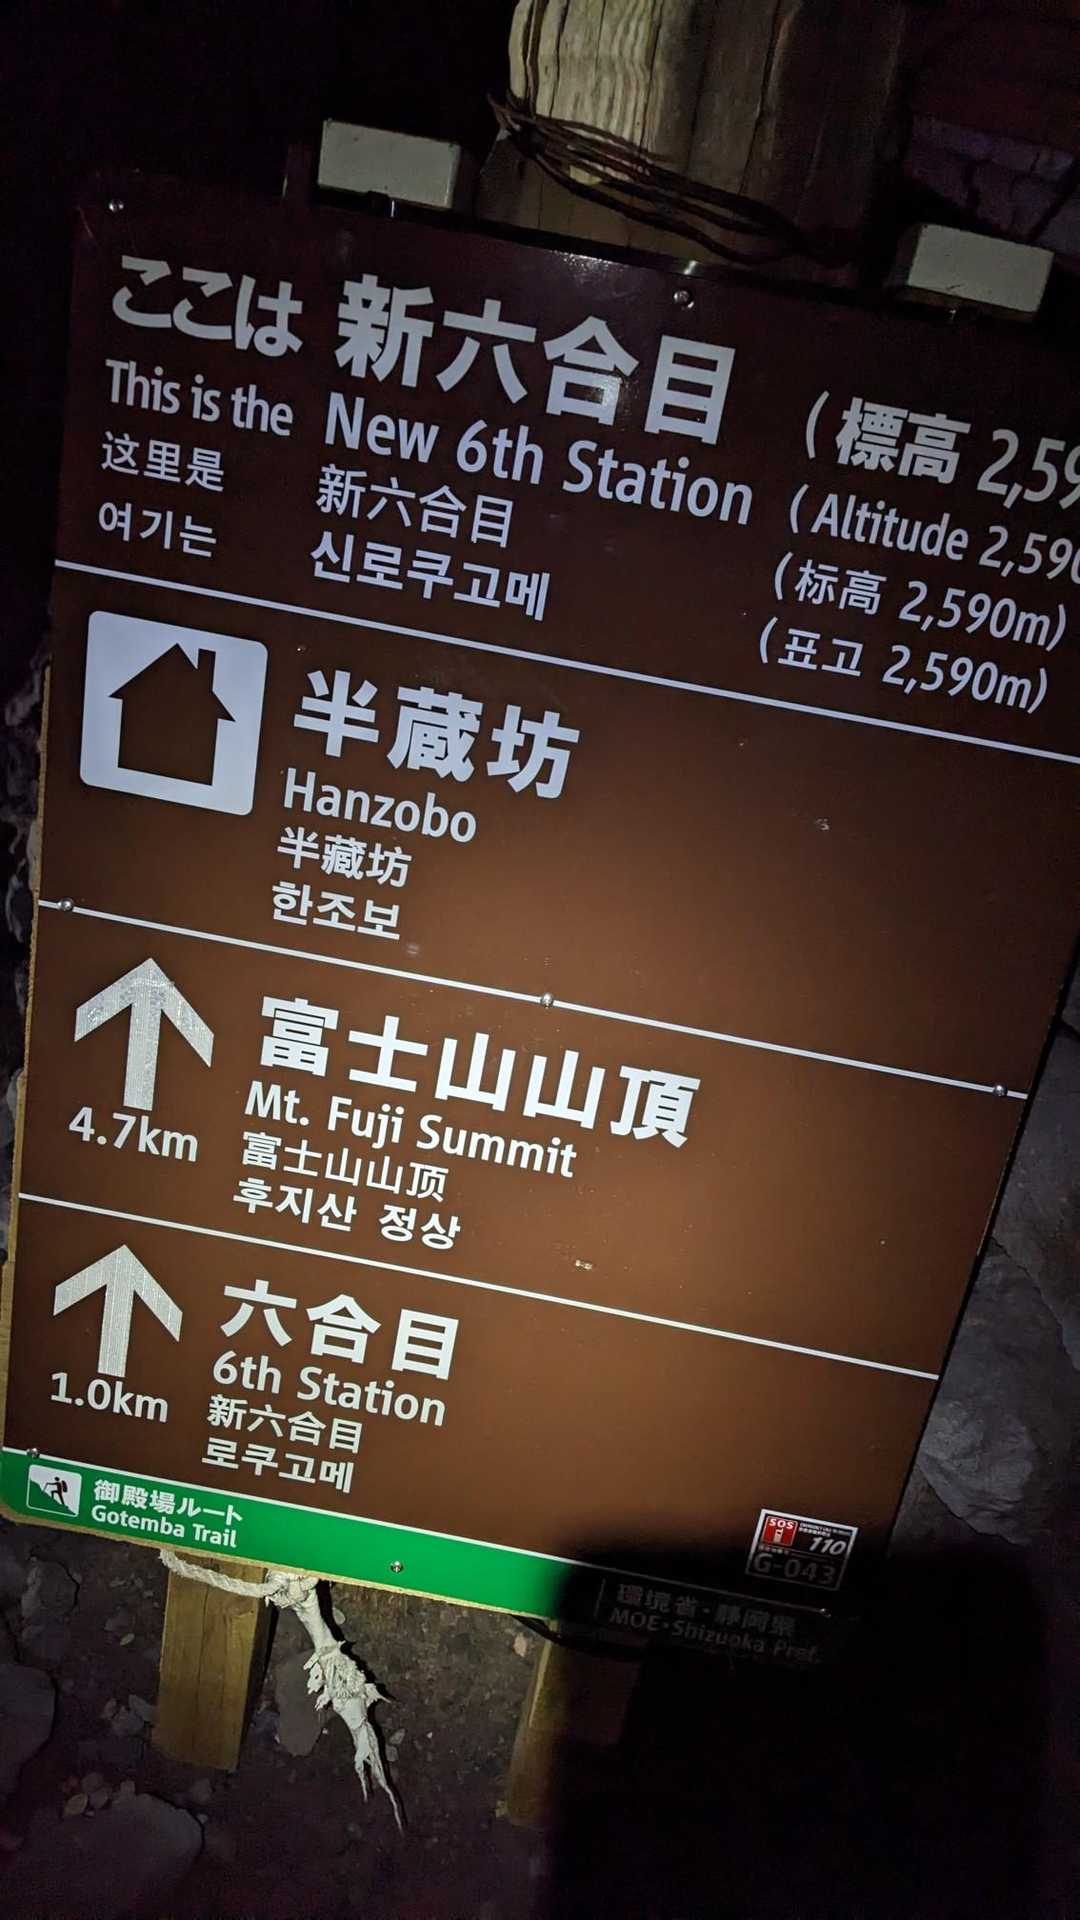 ここは 新六合目 (標高 2,59
This is the New 6th Station (Altitude 2,590
这里是 新六合目 (标高 2,590m)
여기는 신로쿠고메 (표고 2,590m)
半蔵坊
Hanzobo
半藏坊
한조보
富士山山頂
Mt. Fuji Summit
4.7km
富士山山顶
후지산 정상
六合目
6th Station
1.0km
新六合目
로쿠고메
御殿場ルート
Gotemba Trail
SOS
110
G-043
環境省・静岡県
MOE・Shizuoka Pref.